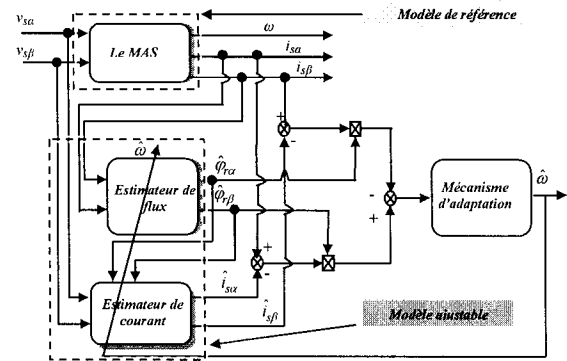 Modèle de référence
v_sα
v_sβ
Le MAS
ω
i_sα
i_sβ
+
-
ω̂
φ̂_rα
φ̂_rβ
Estimateur de
flux
-
+
Mécanisme
d'adaptation
ω̂
+
-
î_sα
î_sβ
Estimateur de
courant
Modèle ajustable